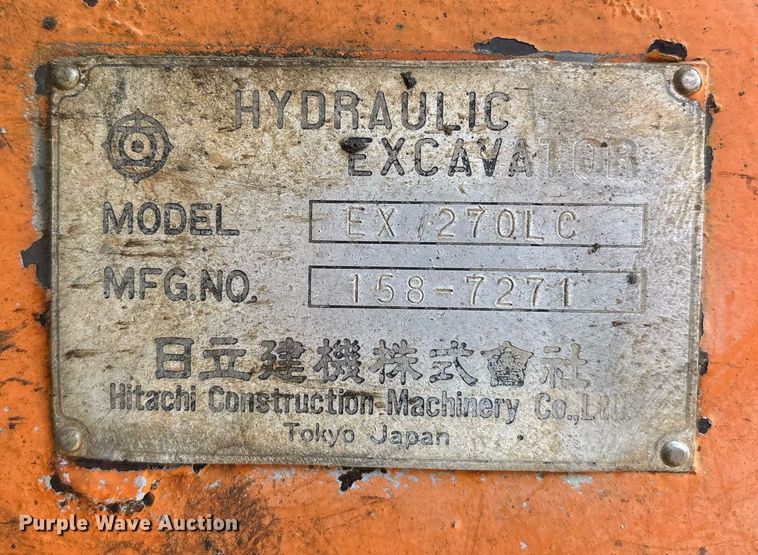 HYDRAULIC
EXCAVATOR
MODEL EX 270LC
MFG.NO. 158-7271
日立建機株式會社
Hitachi Construction Machinery Co.,Ltd.
Tokyo Japan
Purple Wave Auction